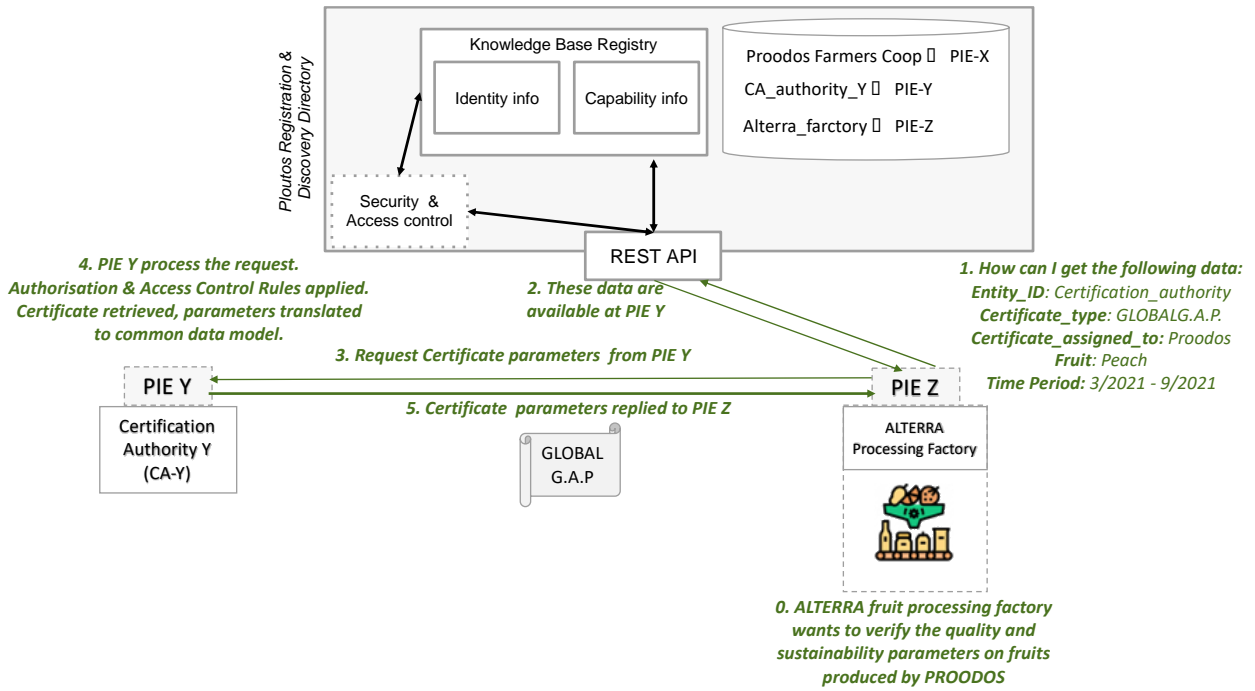 Ploutos Registration &
Discovery Directory
Knowledge Base Registry
Identity info
Capability info
Proodos Farmers Coop ▯ PIE-X
CA_authority_Y ▯ PIE-Y
Alterra_farctory ▯ PIE-Z
Security &
Access control
REST API
4. PIE Y process the request.
Authorisation & Access Control Rules applied.
Certificate retrieved, parameters translated
to common data model.
2. These data are
available at PIE Y
1. How can I get the following data:
Entity_ID: Certification_authority
Certificate_type: GLOBALG.A.P.
Certificate_assigned_to: Proodos
Fruit: Peach
Time Period: 3/2021 - 9/2021
3. Request Certificate parameters from PIE Y
PIE Y
PIE Z
5. Certificate parameters replied to PIE Z
Certification
Authority Y
(CA-Y)
GLOBAL
G.A.P
ALTERRA
Processing Factory
0. ALTERRA fruit processing factory
wants to verify the quality and
sustainability parameters on fruits
produced by PROODOS